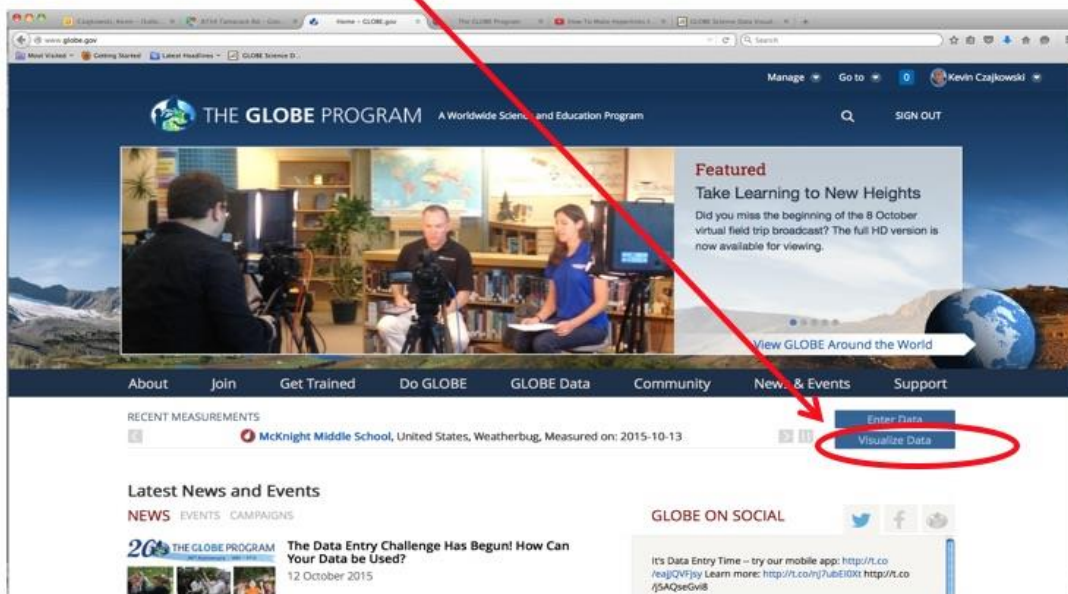 Home - GLOBE.gov
The GLOBE Program
www.globe.gov
Search
Most Visited
Getting Started
Latest Headlines
GLOBE Science D...
Manage
Go to
0
Kevin Czajkowski
THE GLOBE PROGRAM
A Worldwide Science and Education Program
SIGN OUT
Featured
Take Learning to New Heights
Did you miss the beginning of the 8 October
virtual field trip broadcast? The full HD version is
now available for viewing.
View GLOBE Around the World
About
Join
Get Trained
Do GLOBE
GLOBE Data
Community
News & Events
Support
RECENT MEASUREMENTS
McKnight Middle School, United States, Weatherbug, Measured on: 2015-10-13
Enter Data
Visualize Data
Latest News and Events
NEWS EVENTS CAMPAIGNS
THE GLOBE PROGRAM
The Data Entry Challenge Has Begun! How Can
Your Data be Used?
12 October 2015
GLOBE ON SOCIAL
It's Data Entry Time -- try our mobile app: http://t.co
/eajJQVFjsy Learn more: http://t.co/nJ7ubEI0Xt http://t.co
/j5AQseGvi8